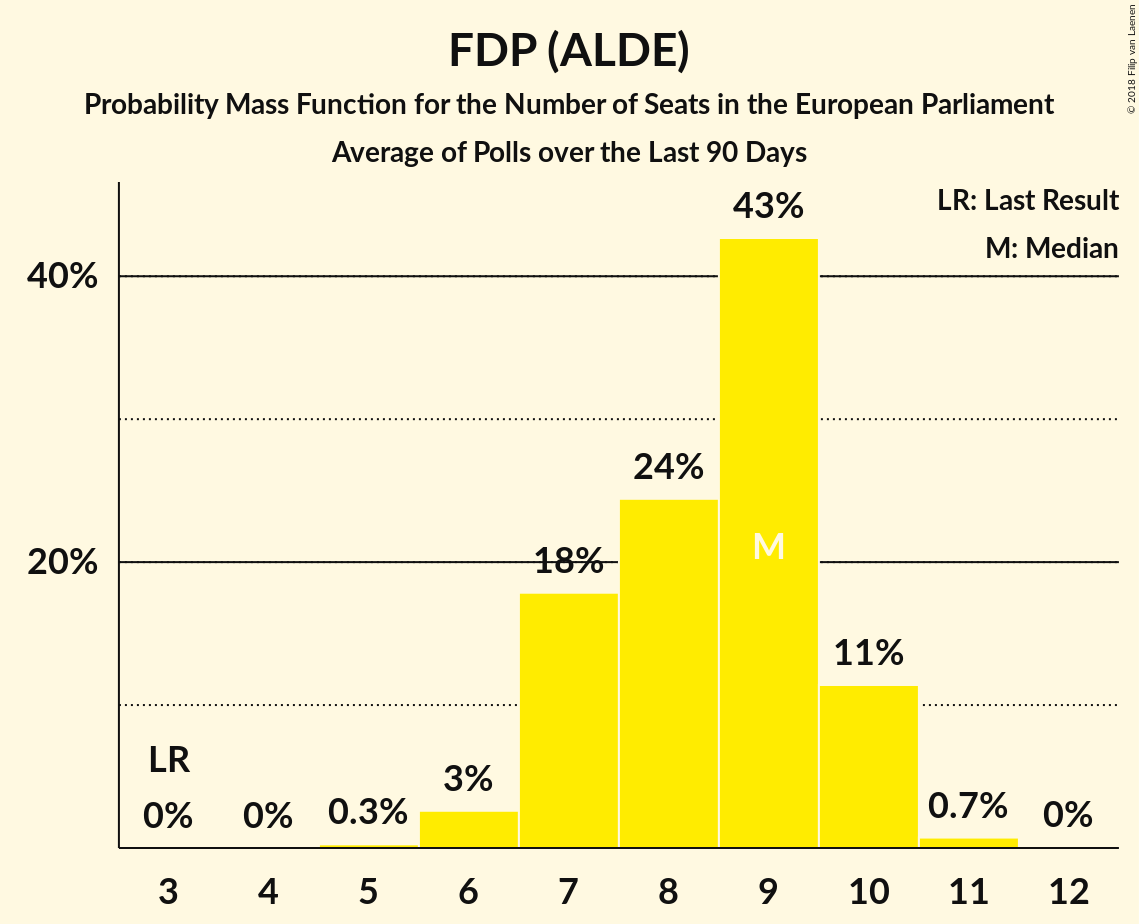 FDP (ALDE)
Probability Mass Function for the Number of Seats in the European Parliament
Average of Polls over the Last 90 Days
© 2018 Filip van Laenen
LR: Last Result
M: Median
43%
40%
24%
M
20%
18%
11%
LR
3%
0% 0% 0.3% 0.7% 0%
3 4 5 6 7 8 9 10 11 12